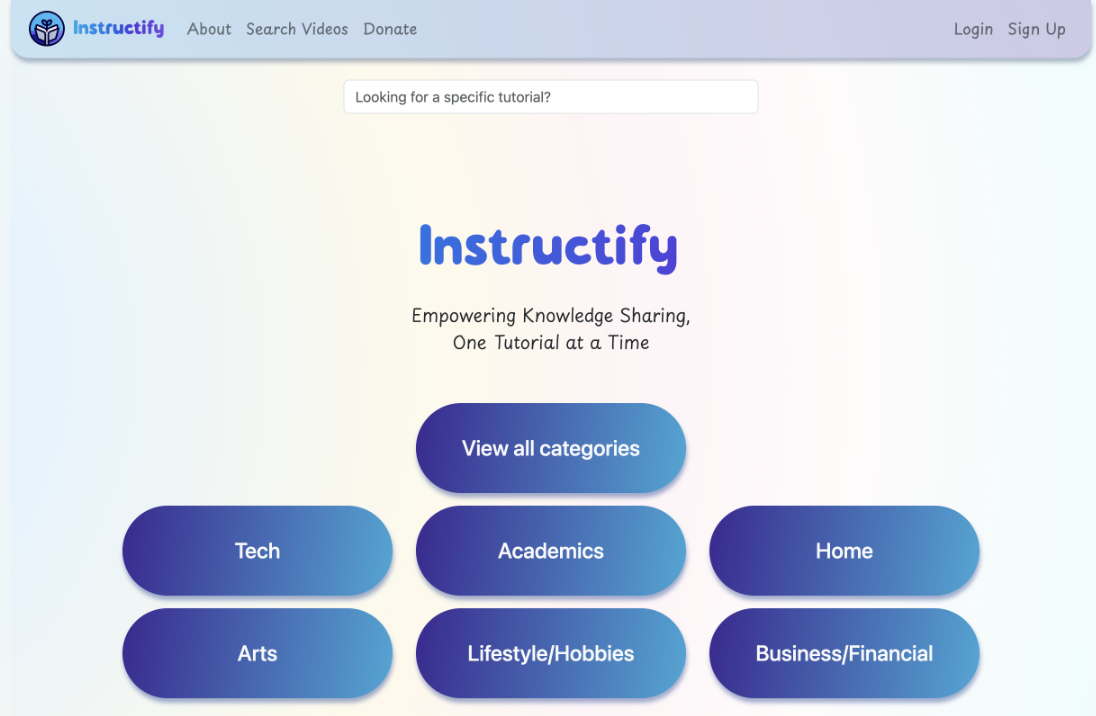 Instructify About Search Videos Donate Login Sign Up
Looking for a specific tutorial?
Instructify
Empowering Knowledge Sharing,
One Tutorial at a Time
View all categories
Tech Academics Home
Arts Lifestyle/Hobbies Business/Financial